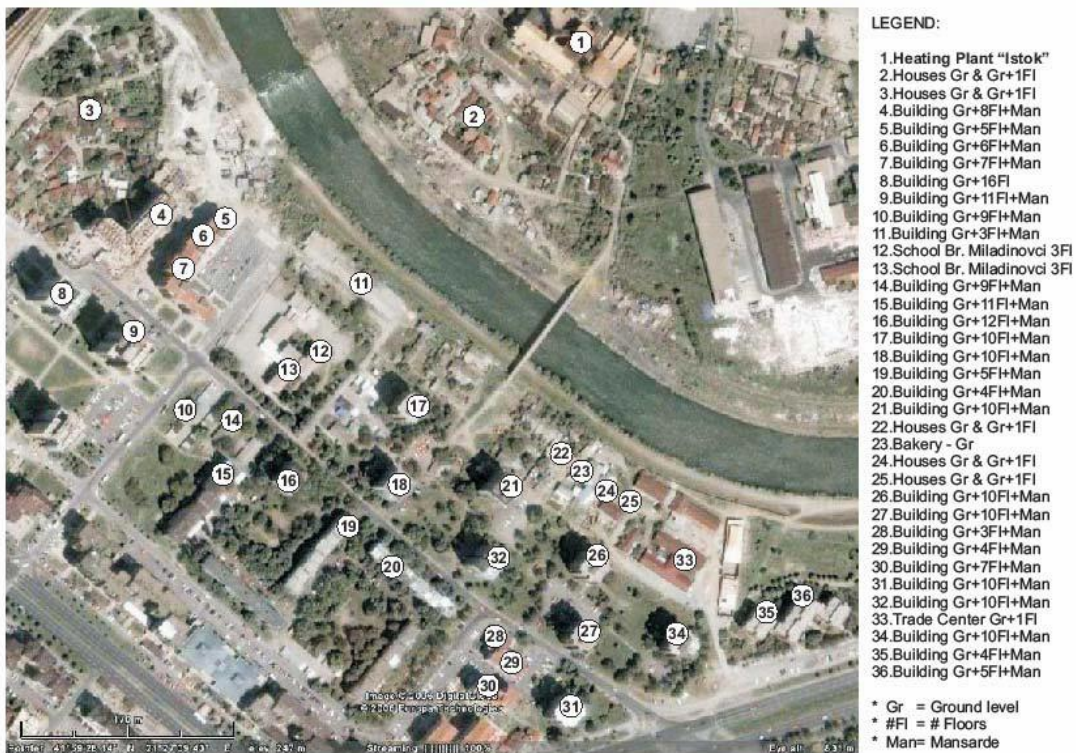 1
2
3
4
5
6
7
8
9
10
11
12
13
14
15
16
17
18
19
20
21
22
23
24
25
26
27
28
29
30
31
32
33
34
35
36
© 2006 Europa Technologies
Streaming 100%
Eye alt
LEGEND:
1.Heating Plant "Istok"
2.Houses Gr & Gr+1Fl
3.Houses Gr & Gr+1Fl
4.Building Gr+8Fl+Man
5.Building Gr+5Fl+Man
6.Building Gr+6Fl+Man
7.Building Gr+7Fl+Man
8.Building Gr+16Fl
9.Building Gr+11Fl+Man
10.Building Gr+9Fl+Man
11.Building Gr+3Fl+Man
12.School Br. Miladinovci 3Fl
13.School Br. Miladinovci 3Fl
14.Building Gr+9Fl+Man
15.Building Gr+11Fl+Man
16.Building Gr+12Fl+Man
17.Building Gr+10Fl+Man
18.Building Gr+10Fl+Man
19.Building Gr+5Fl+Man
20.Building Gr+4Fl+Man
21.Building Gr+10Fl+Man
22.Houses Gr & Gr+1Fl
23.Bakery - Gr
24.Houses Gr & Gr+1Fl
25.Houses Gr & Gr+1Fl
26.Building Gr+10Fl+Man
27.Building Gr+10Fl+Man
28.Building Gr+3Fl+Man
29.Building Gr+4Fl+Man
30.Building Gr+7Fl+Man
31.Building Gr+10Fl+Man
32.Building Gr+10Fl+Man
33.Trade Center Gr+1Fl
34.Building Gr+10Fl+Man
35.Building Gr+4Fl+Man
36.Building Gr+5Fl+Man
* Gr = Ground level
* #Fl = # Floors
* Man= Mansarde